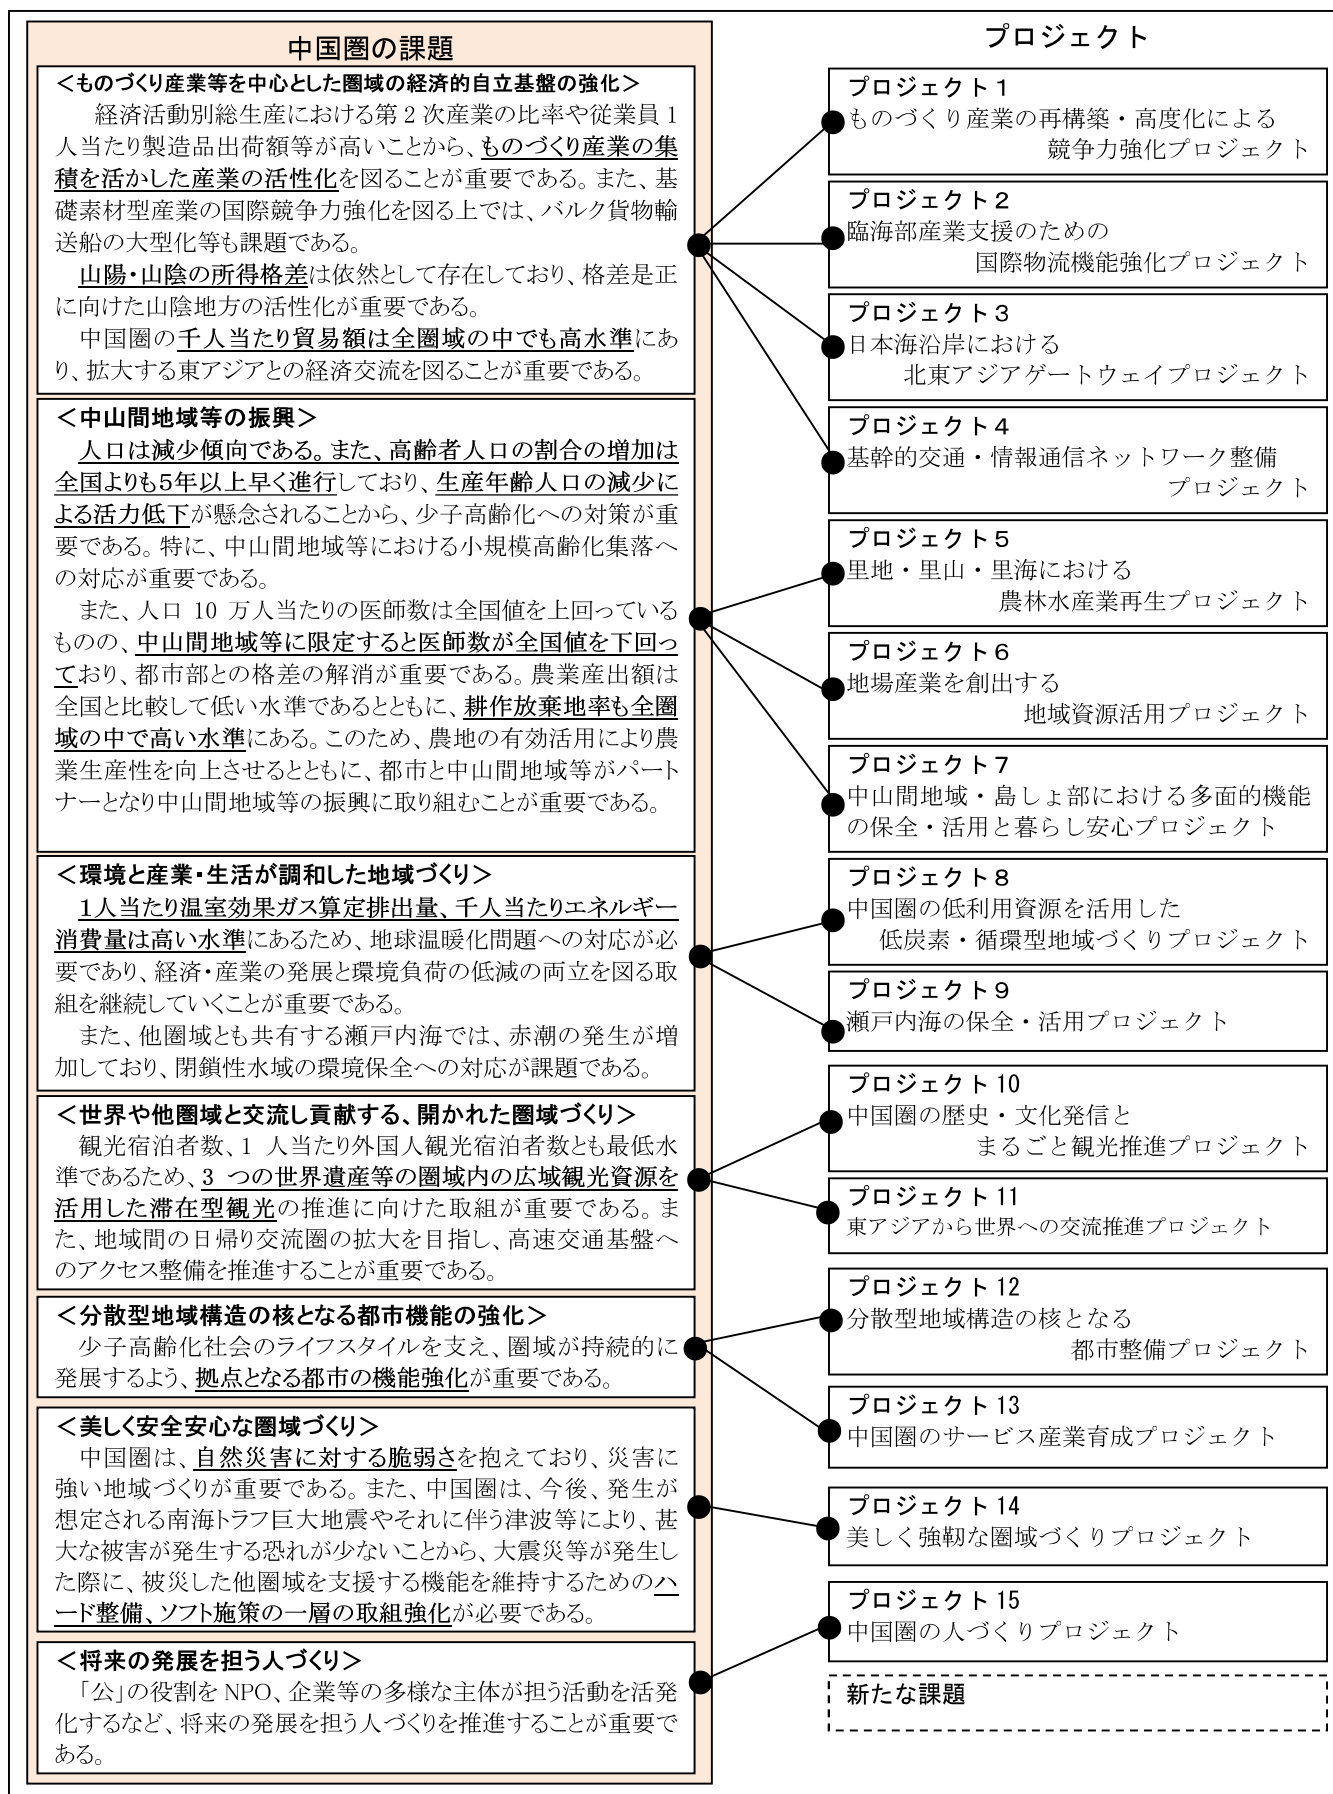 中国圏の課題
＜ものづくり産業等を中心とした圏域の経済的自立基盤の強化＞
経済活動別総生産における第２次産業の比率や従業員１
人当たり製造品出荷額等が高いことから、ものづくり産業の集
積を活かした産業の活性化を図ることが重要である。また、基
礎素材型産業の国際競争力強化を図る上では、バルク貨物輸
送船の大型化等も課題である。
山陽・山陰の所得格差は依然として存在しており、格差是正
に向けた山陰地方の活性化が重要である。
中国圏の千人当たり貿易額は全圏域の中でも高水準にあ
り、拡大する東アジアとの経済交流を図ることが重要である。
＜中山間地域等の振興＞
人口は減少傾向である。また、高齢者人口の割合の増加は
全国よりも5年以上早く進行しており、生産年齢人口の減少に
よる活力低下が懸念されることから、少子高齢化への対策が重
要である。特に、中山間地域等における小規模高齢化集落へ
の対応が重要である。
また、人口 10 万人当たりの医師数は全国値を上回っている
ものの、中山間地域等に限定すると医師数が全国値を下回っ
ており、都市部との格差の解消が重要である。農業産出額は
全国と比較して低い水準であるとともに、耕作放棄地率も全圏
域の中で高い水準にある。このため、農地の有効活用により農
業生産性を向上させるとともに、都市と中山間地域等がパート
ナーとなり中山間地域等の振興に取り組むことが重要である。
＜環境と産業・生活が調和した地域づくり＞
１人当たり温室効果ガス算定排出量、千人当たりエネルギー
消費量は高い水準にあるため、地球温暖化問題への対応が必
要であり、経済・産業の発展と環境負荷の低減の両立を図る取
組を継続していくことが重要である。
また、他圏域とも共有する瀬戸内海では、赤潮の発生が増
加しており、閉鎖性水域の環境保全への対応が課題である。
＜世界や他圏域と交流し貢献する、開かれた圏域づくり＞
観光宿泊者数、1 人当たり外国人観光宿泊者数とも最低水
準であるため、3 つの世界遺産等の圏域内の広域観光資源を
活用した滞在型観光の推進に向けた取組が重要である。ま
た、地域間の日帰り交流圏の拡大を目指し、高速交通基盤へ
のアクセス整備を推進することが重要である。
＜分散型地域構造の核となる都市機能の強化＞
少子高齢化社会のライフスタイルを支え、圏域が持続的に
発展するよう、拠点となる都市の機能強化が重要である。
＜美しく安全安心な圏域づくり＞
中国圏は、自然災害に対する脆弱さを抱えており、災害に
強い地域づくりが重要である。また、中国圏は、今後、発生が
想定される南海トラフ巨大地震やそれに伴う津波等により、甚
大な被害が発生する恐れが少ないことから、大震災等が発生し
た際に、被災した他圏域を支援する機能を維持するためのハ
ード整備、ソフト施策の一層の取組強化が必要である。
＜将来の発展を担う人づくり＞
「公」の役割を NPO、企業等の多様な主体が担う活動を活発
化するなど、将来の発展を担う人づくりを推進することが重要で
ある。
プロジェクト
プロジェクト１
ものづくり産業の再構築・高度化による
競争力強化プロジェクト
プロジェクト２
臨海部産業支援のための
国際物流機能強化プロジェクト
プロジェクト３
日本海沿岸における
北東アジアゲートウェイプロジェクト
プロジェクト４
基幹的交通・情報通信ネットワーク整備
プロジェクト
プロジェクト５
里地・里山・里海における
農林水産業再生プロジェクト
プロジェクト６
地場産業を創出する
地域資源活用プロジェクト
プロジェクト７
中山間地域・島しょ部における多面的機能
の保全・活用と暮らし安心プロジェクト
プロジェクト８
中国圏の低利用資源を活用した
低炭素・循環型地域づくりプロジェクト
プロジェクト９
瀬戸内海の保全・活用プロジェクト
プロジェクト 10
中国圏の歴史・文化発信と
まるごと観光推進プロジェクト
プロジェクト 11
東アジアから世界への交流推進プロジェクト
プロジェクト 12
分散型地域構造の核となる
都市整備プロジェクト
プロジェクト 13
中国圏のサービス産業育成プロジェクト
プロジェクト 14
美しく強靭な圏域づくりプロジェクト
プロジェクト 15
中国圏の人づくりプロジェクト
新たな課題